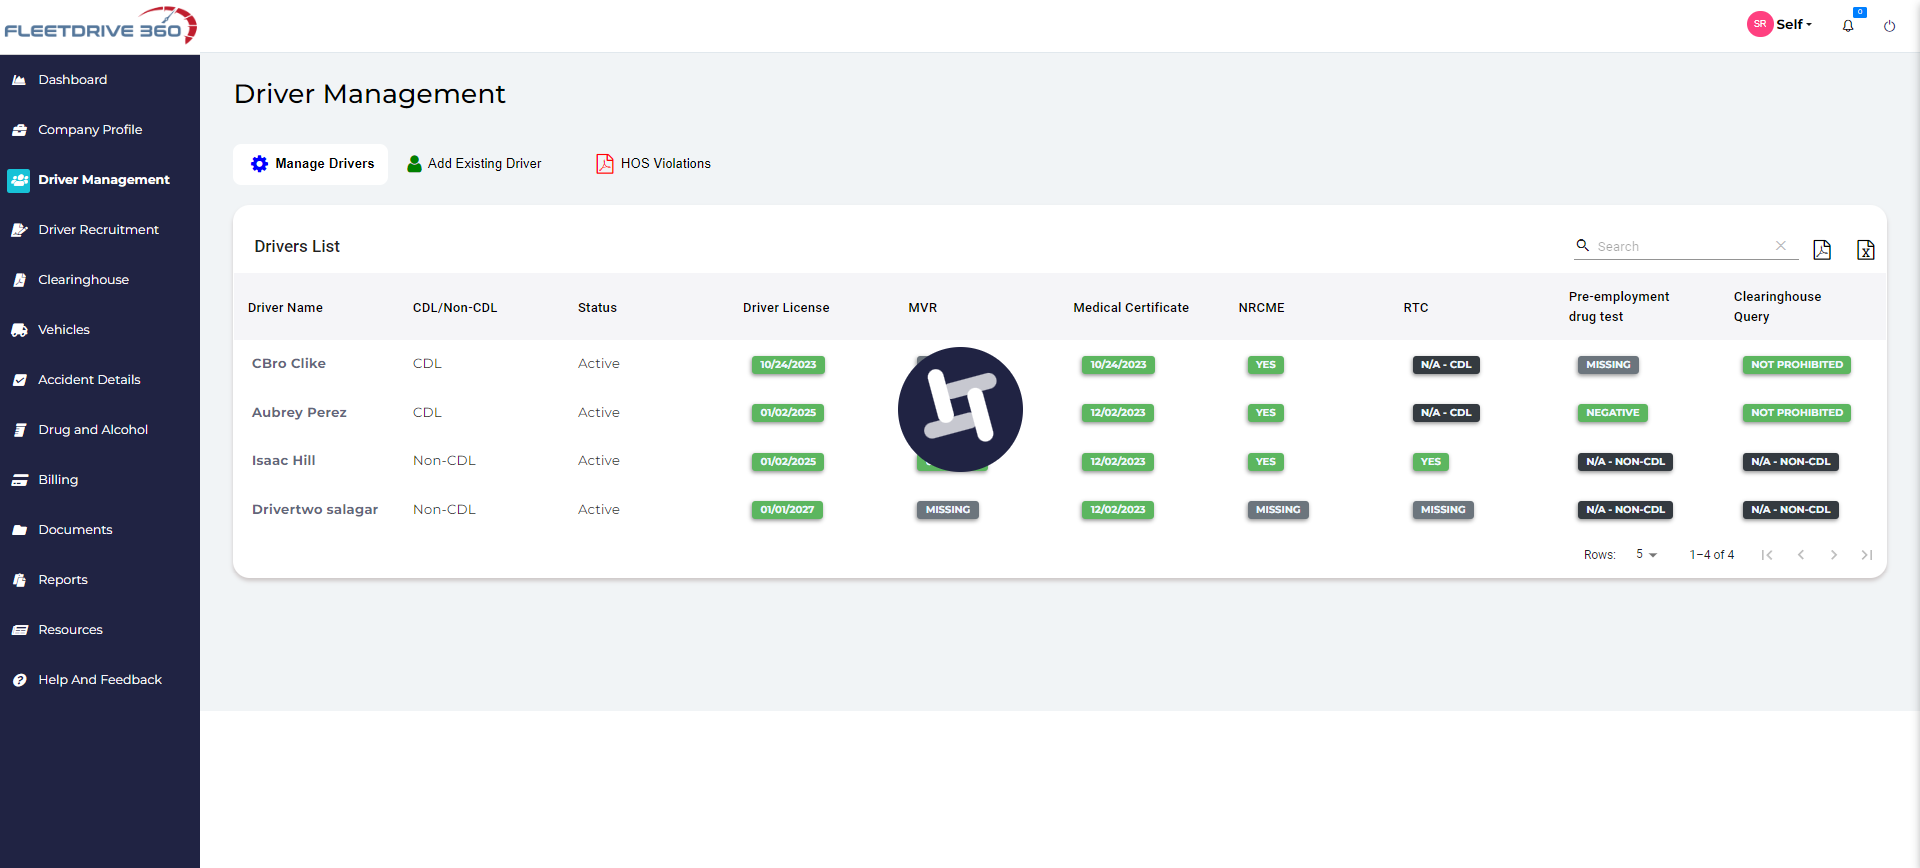 FLEETDRIVE 360
SR Self 0
Dashboard
Company Profile
Driver Management
Driver Recruitment
Clearinghouse
Vehicles
Accident Details
Drug and Alcohol
Billing
Documents
Reports
Resources
Help And Feedback
Driver Management
Manage Drivers Add Existing Driver HOS Violations
Drivers List Search
Driver Name CDL/Non-CDL Status Driver License MVR Medical Certificate NRCME RTC Pre-employment drug test Clearinghouse Query
CBro Clike CDL Active 10/24/2023 10/24/2023 YES N/A - CDL MISSING NOT PROHIBITED
Aubrey Perez CDL Active 01/02/2025 12/02/2023 YES N/A - CDL NEGATIVE NOT PROHIBITED
Isaac Hill Non-CDL Active 01/02/2025 12/02/2023 YES YES N/A - NON-CDL N/A - NON-CDL
Drivertwo salagar Non-CDL Active 01/01/2027 MISSING 12/02/2023 MISSING MISSING N/A - NON-CDL N/A - NON-CDL
Rows: 5 1–4 of 4